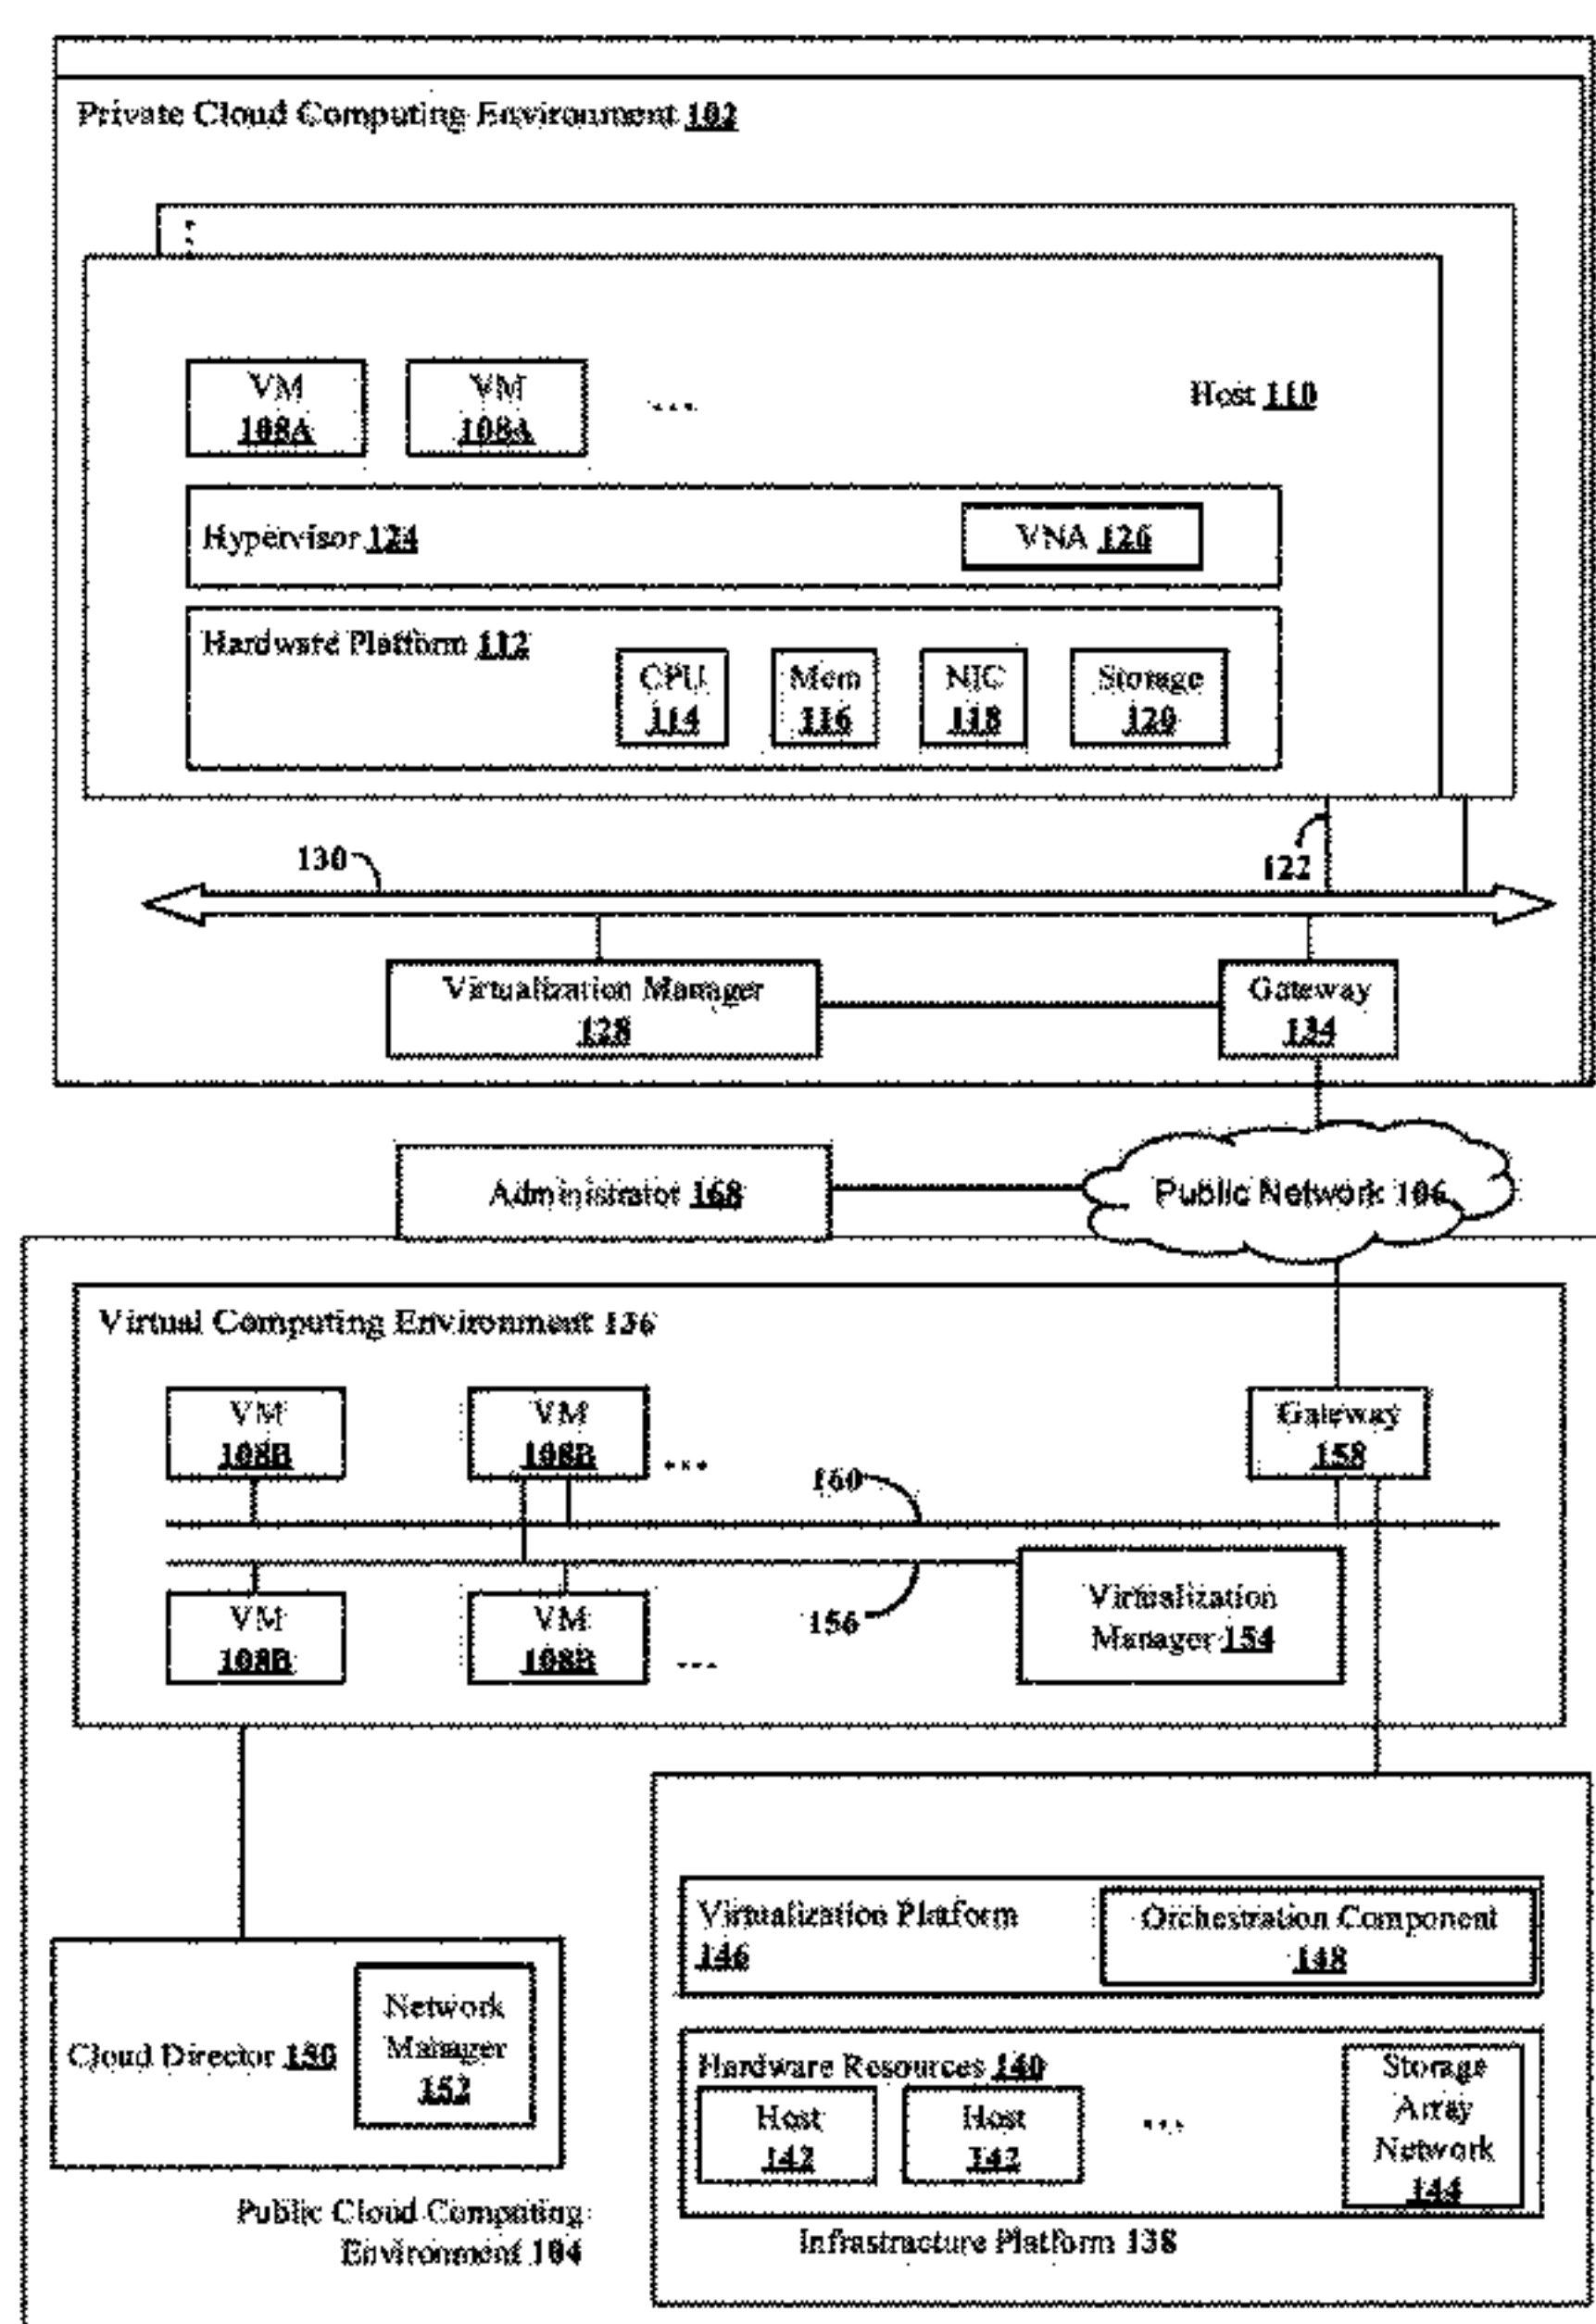 Private Cloud Computing Environment 102
VM
108A
VM
108A
...
Host 110
Hypervisor 124
VNA 126
Hardware Platform 112
CPU
114
Mem
116
NIC
118
Storage
120
130
122
Virtualization Manager
128
Gateway
134
Administrator 168
Public Network 106
Virtual Computing Environment 136
VM
108B
VM
108B
...
Gateway
158
160
VM
108B
VM
108B
...
156
Virtualization
Manager 154
Virtualization Platform
146
Orchestration Component
148
Cloud Director 150
Network
Manager
152
Hardware Resources 140
Host
142
Host
142
...
Storage
Array
Network
144
Public Cloud Computing
Environment 104
Infrastracture Platform 138